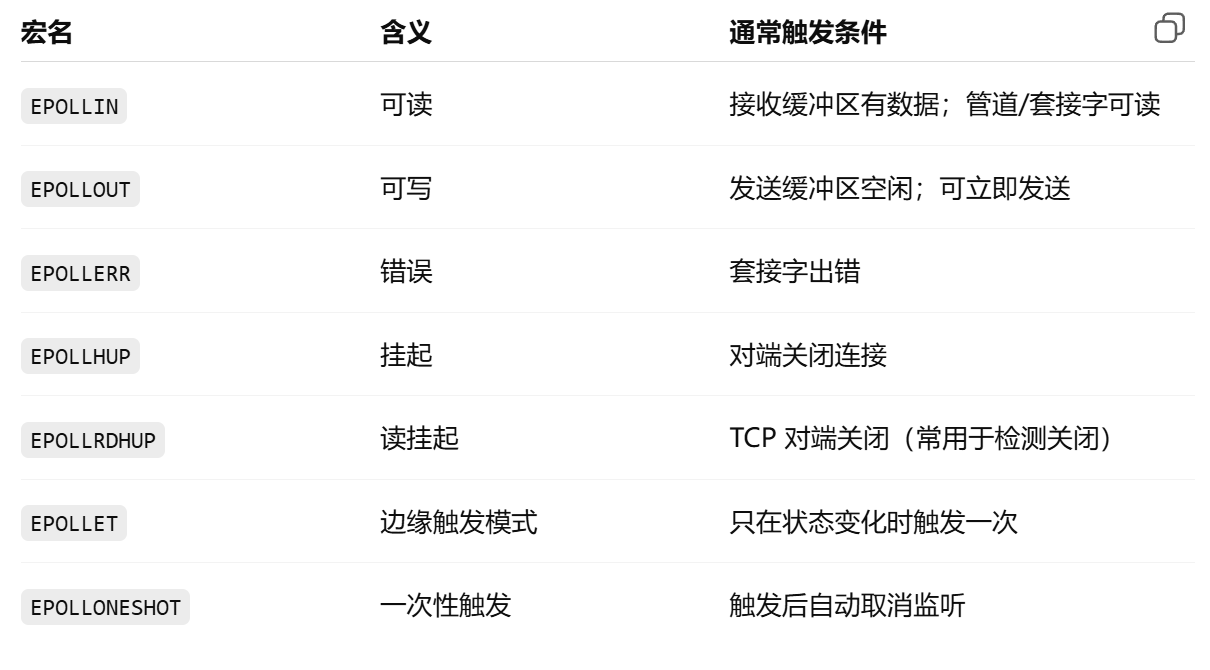 宏名 含义 通常触发条件
EPOLLIN 可读 接收缓冲区有数据；管道/套接字可读
EPOLLOUT 可写 发送缓冲区空闲；可立即发送
EPOLLERR 错误 套接字出错
EPOLLHUP 挂起 对端关闭连接
EPOLLRDHUP 读挂起 TCP 对端关闭（常用于检测关闭）
EPOLLET 边缘触发模式 只在状态变化时触发一次
EPOLLONESHOT 一次性触发 触发后自动取消监听